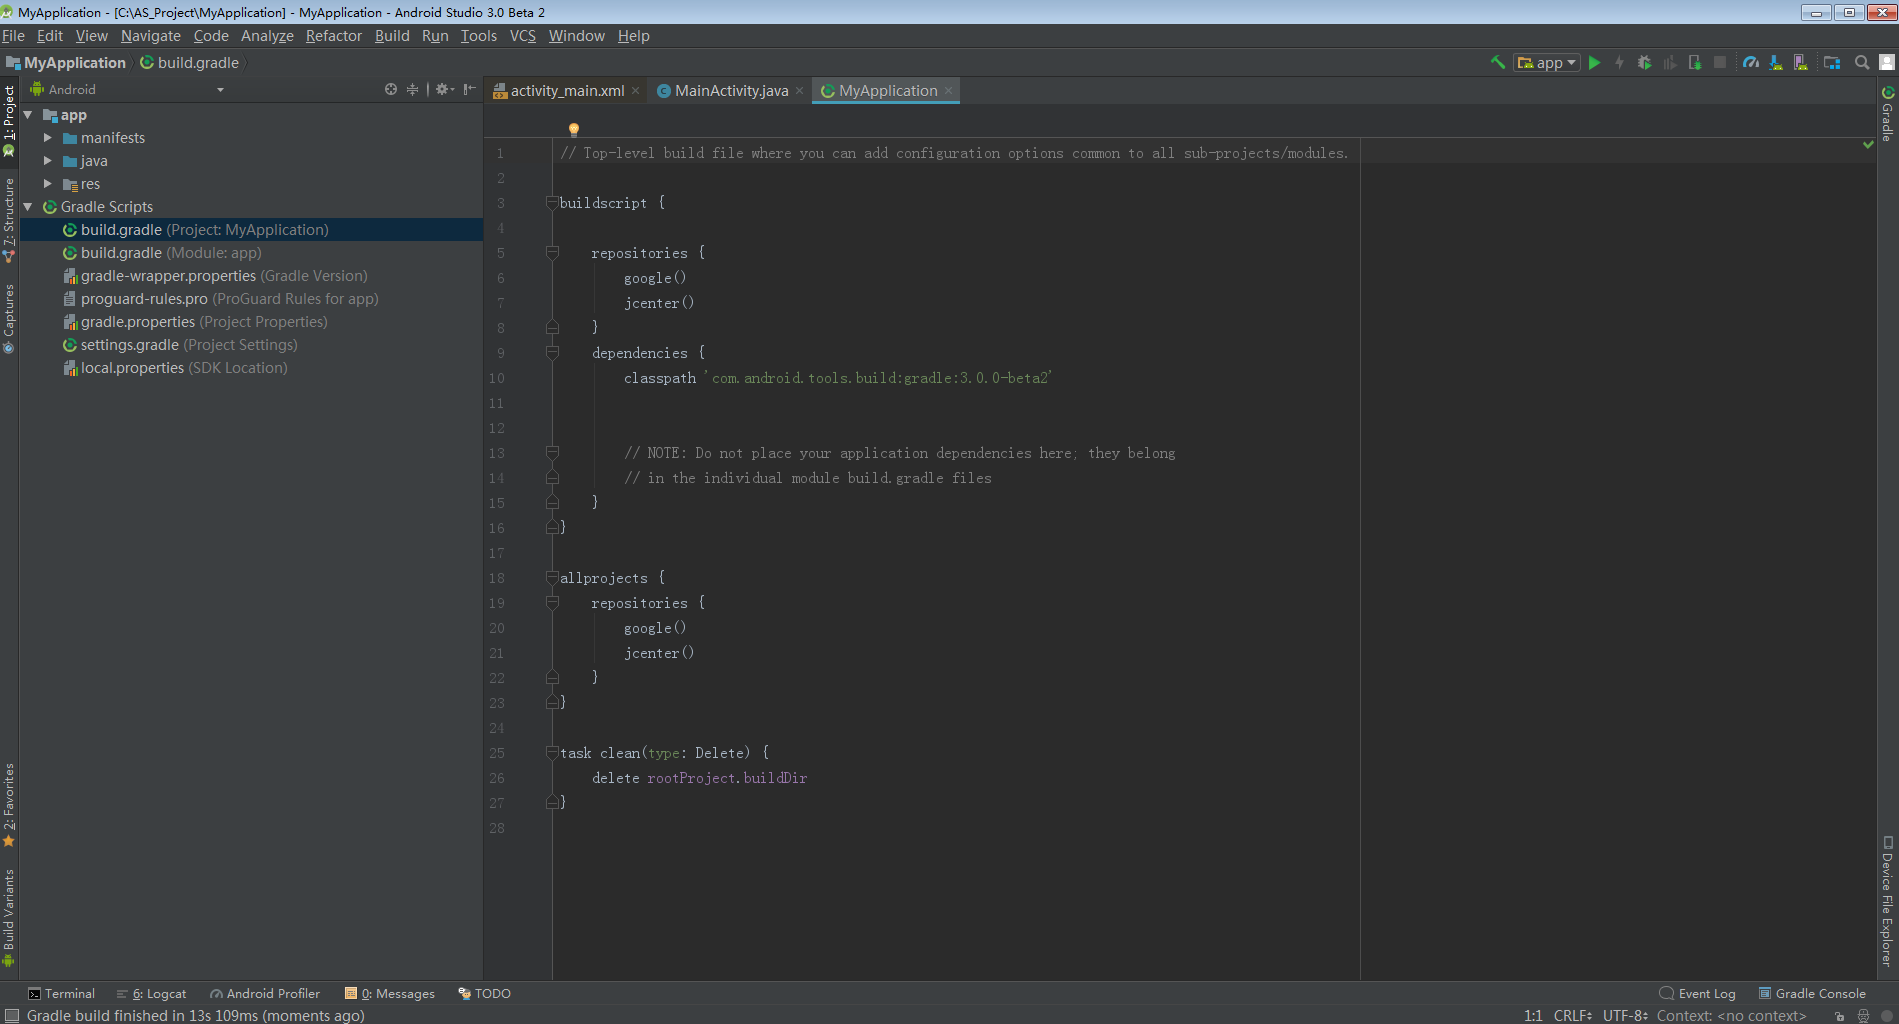 MyApplication - [C:\AS_Project\MyApplication] - MyApplication - Android Studio 3.0 Beta 2
File Edit View Navigate Code Analyze Refactor Build Run Tools VCS Window Help
MyApplication build.gradle
app
1: Project
7: Structure
Captures
2: Favorites
Build Variants
Android
app
manifests
java
res
Gradle Scripts
build.gradle (Project: MyApplication)
build.gradle (Module: app)
gradle-wrapper.properties (Gradle Version)
proguard-rules.pro (ProGuard Rules for app)
gradle.properties (Project Properties)
settings.gradle (Project Settings)
local.properties (SDK Location)
activity_main.xml MainActivity.java MyApplication
1 // Top-level build file where you can add configuration options common to all sub-projects/modules.
2
3 buildscript {
4
5 repositories {
6 google()
7 jcenter()
8 }
9 dependencies {
10 classpath 'com.android.tools.build:gradle:3.0.0-beta2'
11
12
13 // NOTE: Do not place your application dependencies here; they belong
14 // in the individual module build.gradle files
15 }
16 }
17
18 allprojects {
19 repositories {
20 google()
21 jcenter()
22 }
23 }
24
25 task clean(type: Delete) {
26 delete rootProject.buildDir
27 }
28
Gradle
Device File Explorer
Terminal 6: Logcat Android Profiler 0: Messages TODO Event Log Gradle Console
Gradle build finished in 13s 109ms (moments ago) 1:1 CRLF UTF-8 Context: <no context>